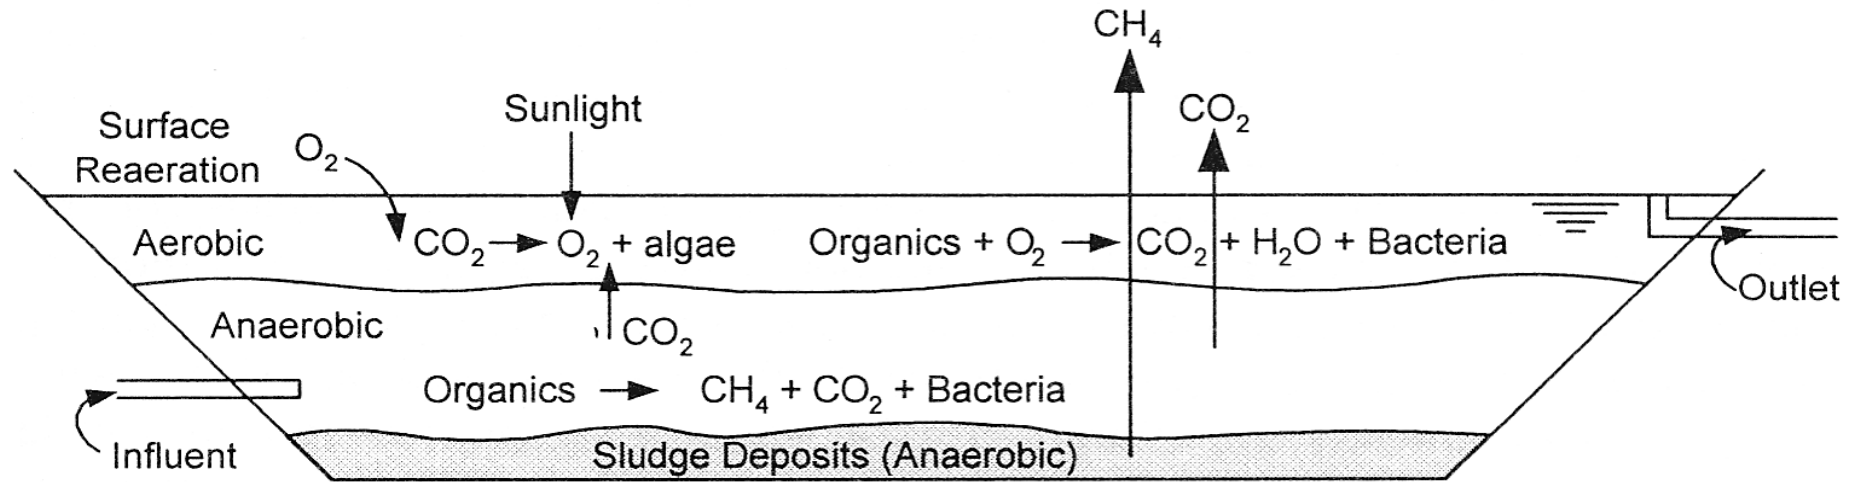 CH₄
CO₂
Sunlight
Surface
Reaeration
O₂
Aerobic
CO₂ → O₂ + algae
Organics + O₂ → CO₂ + H₂O + Bacteria
Outlet
Anaerobic
CO₂
Organics → CH₄ + CO₂ + Bacteria
Influent
Sludge Deposits (Anaerobic)